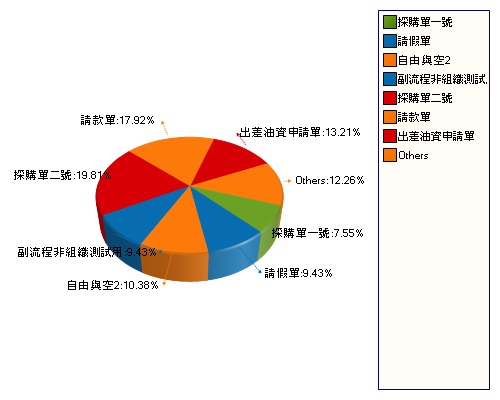 請款單:17.92%
出差油資申請單:13.21%
採購單二號:19.81%
Others:12.26%
採購單一號:7.55%
副流程非組織測試用:9.43%
請假單:9.43%
自由與空2:10.38%
採購單一號
請假單
自由與空2
副流程非組織測試
採購單二號
請款單
出差油資申請單
Others